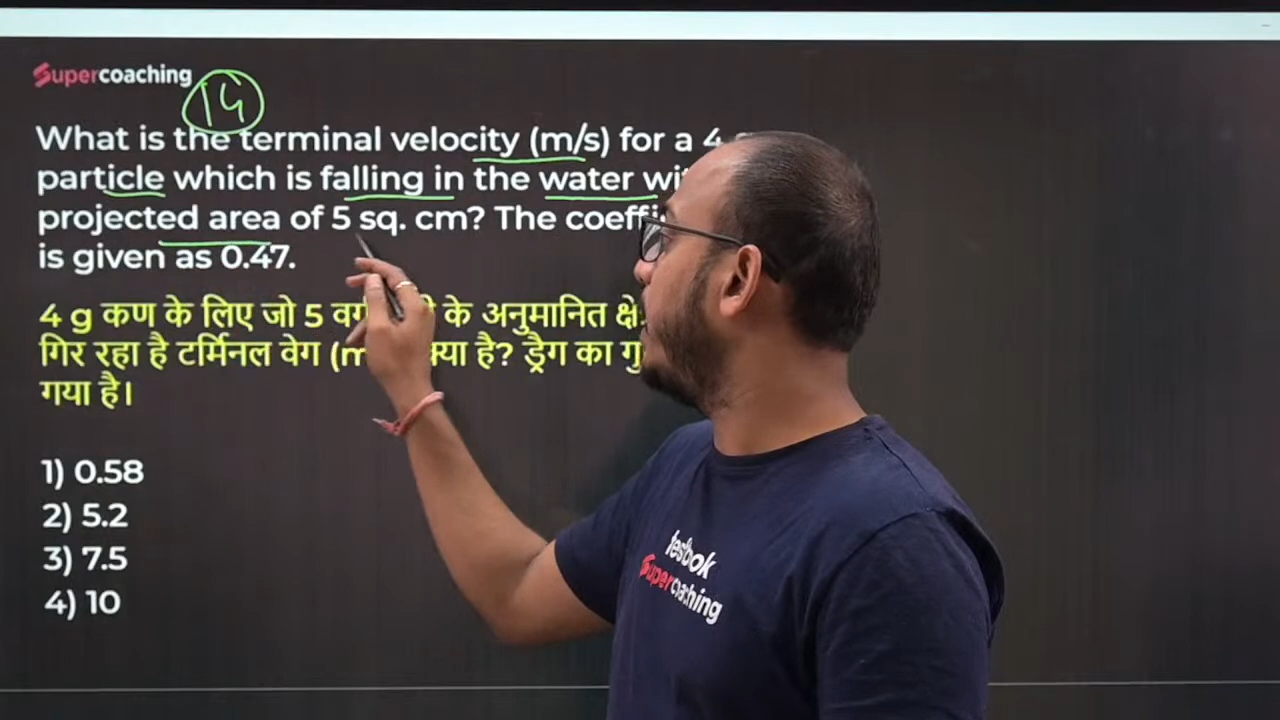 Supercoaching
14
What is the terminal velocity (m/s) for a 4
particle which is falling in the water
projected area of 5 sq. cm? The
is given as 0.47.
4 g कण के लिए जो 5 के अनुमानित
गिर रहा है टर्मिनल वेग है? ड्रैग का
गया है।
1) 0.58
2) 5.2
3) 7.5
4) 10
testbook
Supercoaching